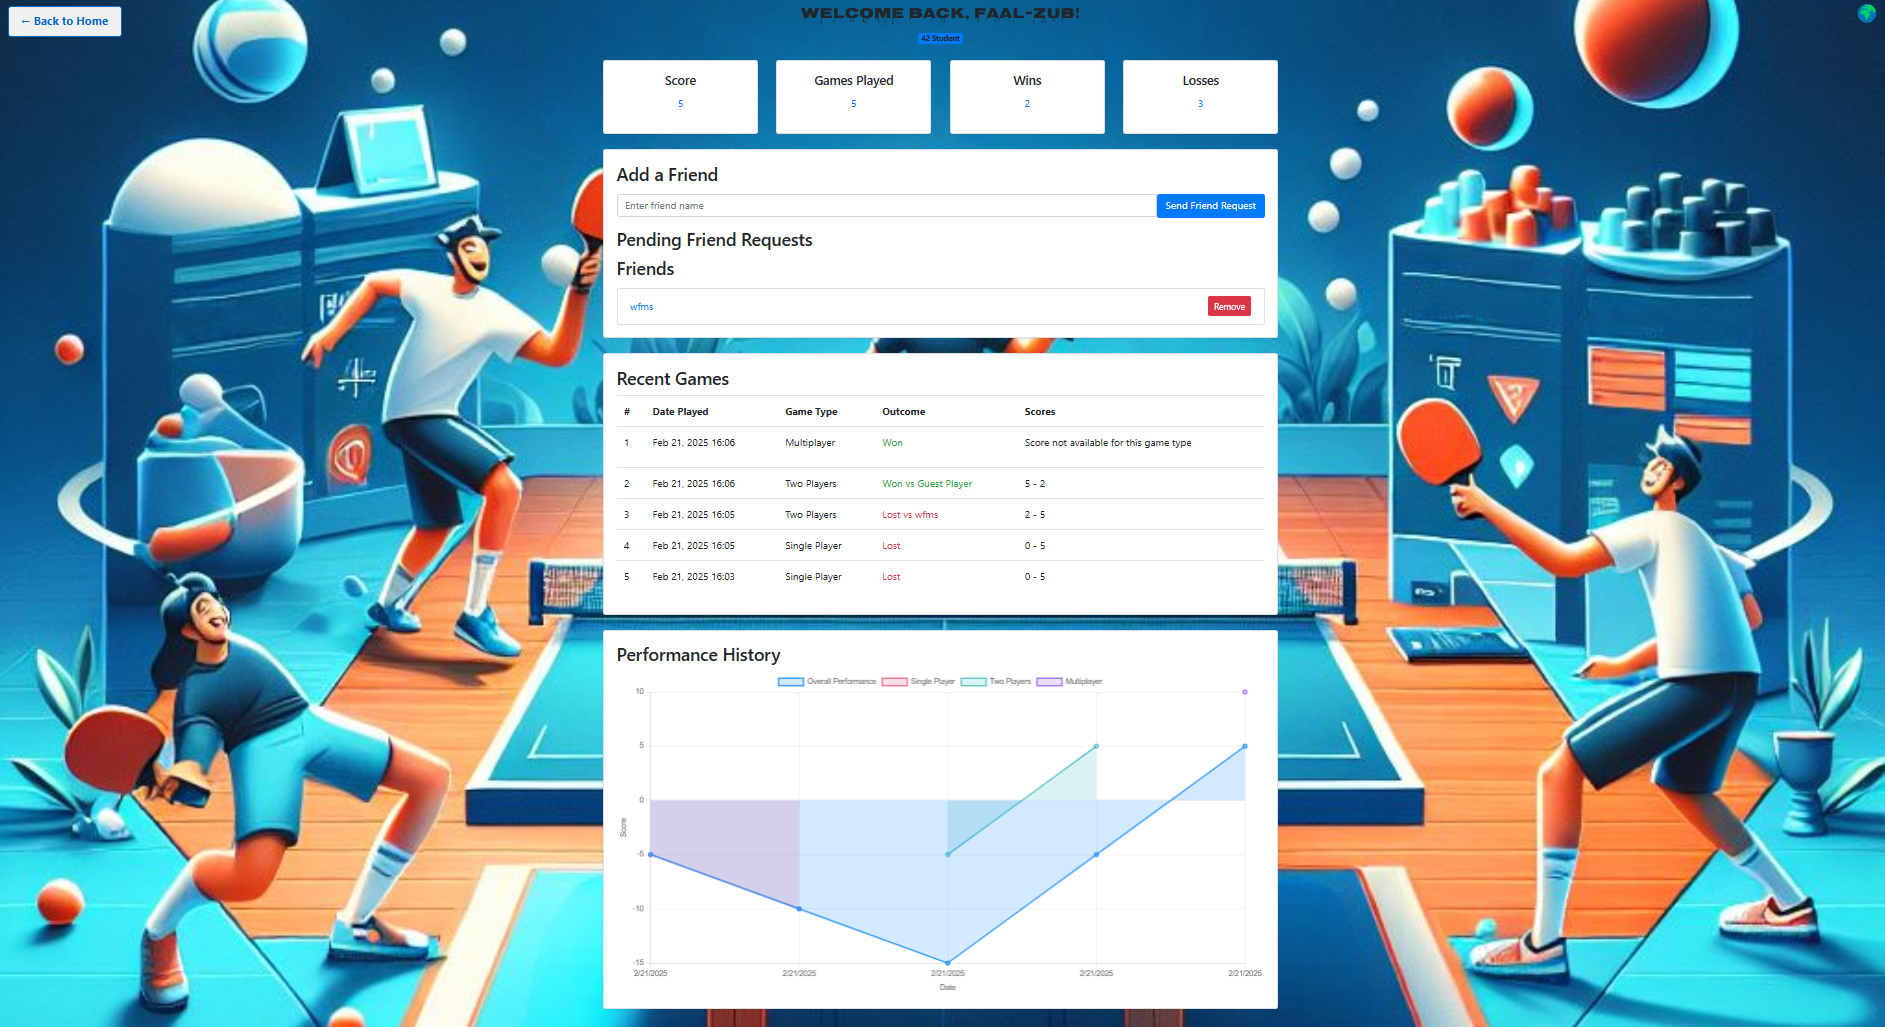 ← Back to Home
WELCOME BACK, FAAL-ZUB!
42 Student
Score
5
Games Played
5
Wins
2
Losses
3
Add a Friend
Enter friend name
Send Friend Request
Pending Friend Requests
Friends
wfms
Remove
Recent Games
# Date Played Game Type Outcome Scores
1 Feb 21, 2025 16:06 Multiplayer Won Score not available for this game type
2 Feb 21, 2025 16:06 Two Players Won vs Guest Player 5 - 2
3 Feb 21, 2025 16:05 Two Players Lost vs wfms 2 - 5
4 Feb 21, 2025 16:05 Single Player Lost 0 - 5
5 Feb 21, 2025 16:03 Single Player Lost 0 - 5
Performance History
Overall Performance Single Player Two Players Multiplayer
10
5
0
-5
-10
-15
Score
2/21/2025 2/21/2025 2/21/2025 2/21/2025 2/21/2025
Date